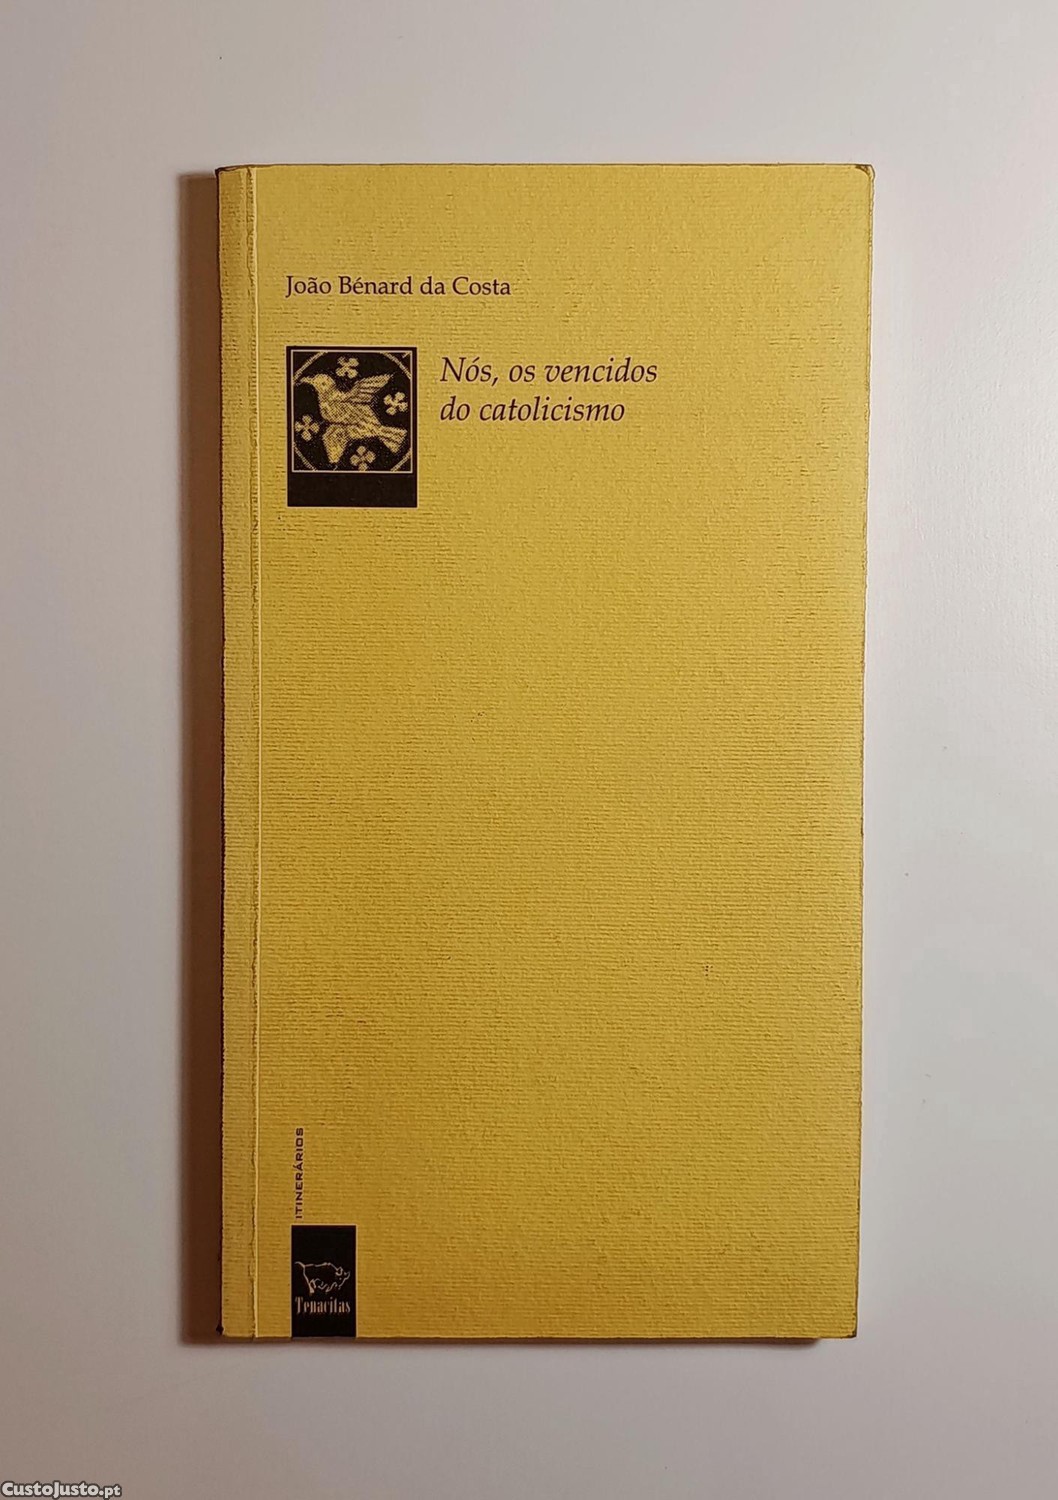 João Bénard da Costa
Nós, os vencidos
do catolicismo
ITINERÁRIOS
Tenacitas
CustoJusto.pt